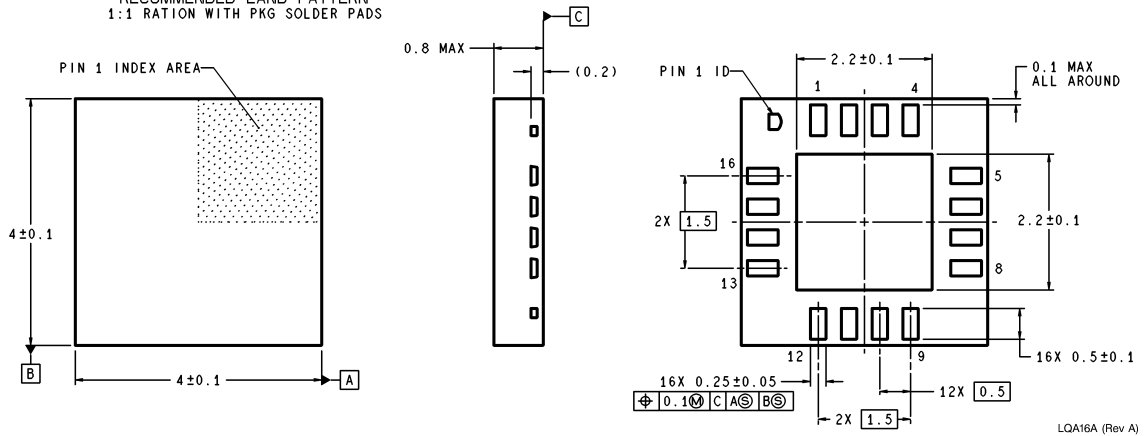 RECOMMENDED LAND PATTERN
1:1 RATION WITH PKG SOLDER PADS
PIN 1 INDEX AREA
4±0.1
4±0.1
B
A
0.8 MAX
C
(0.2)
PIN 1 ID
2.2±0.1
0.1 MAX
ALL AROUND
1
4
16
5
2X 1.5
2.2±0.1
13
8
12
9
16X 0.5±0.1
16X 0.25±0.05
⌖ 0.1Ⓜ C AⓈ BⓈ
12X 0.5
2X 1.5
LQA16A (Rev A)